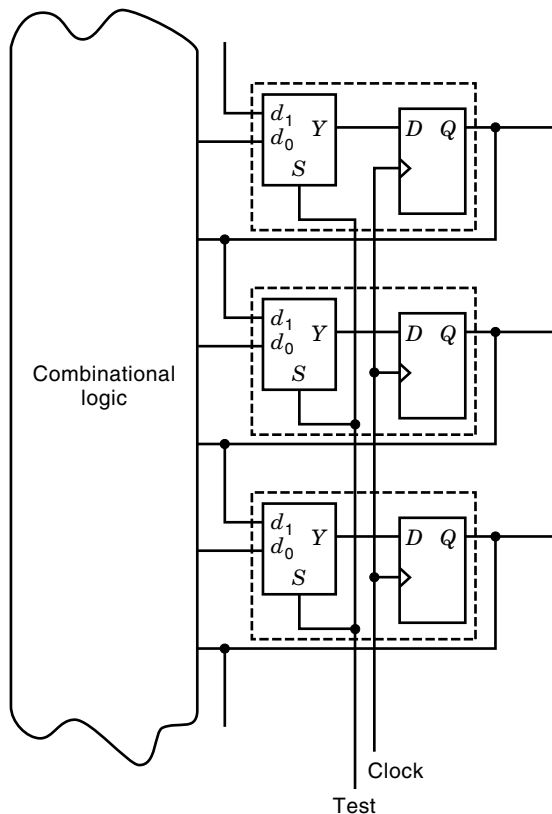 d₁
d₀
Y
S
D
Q
d₁
d₀
Y
S
D
Q
Combinational
logic
d₁
d₀
Y
S
D
Q
Clock
Test